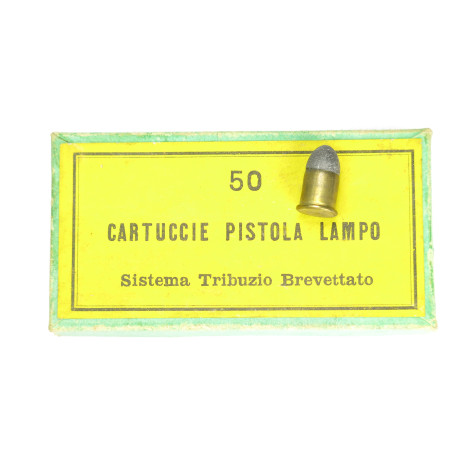 50
CARTUCCIE PISTOLA LAMPO
Sistema Tribuzio Brevettato